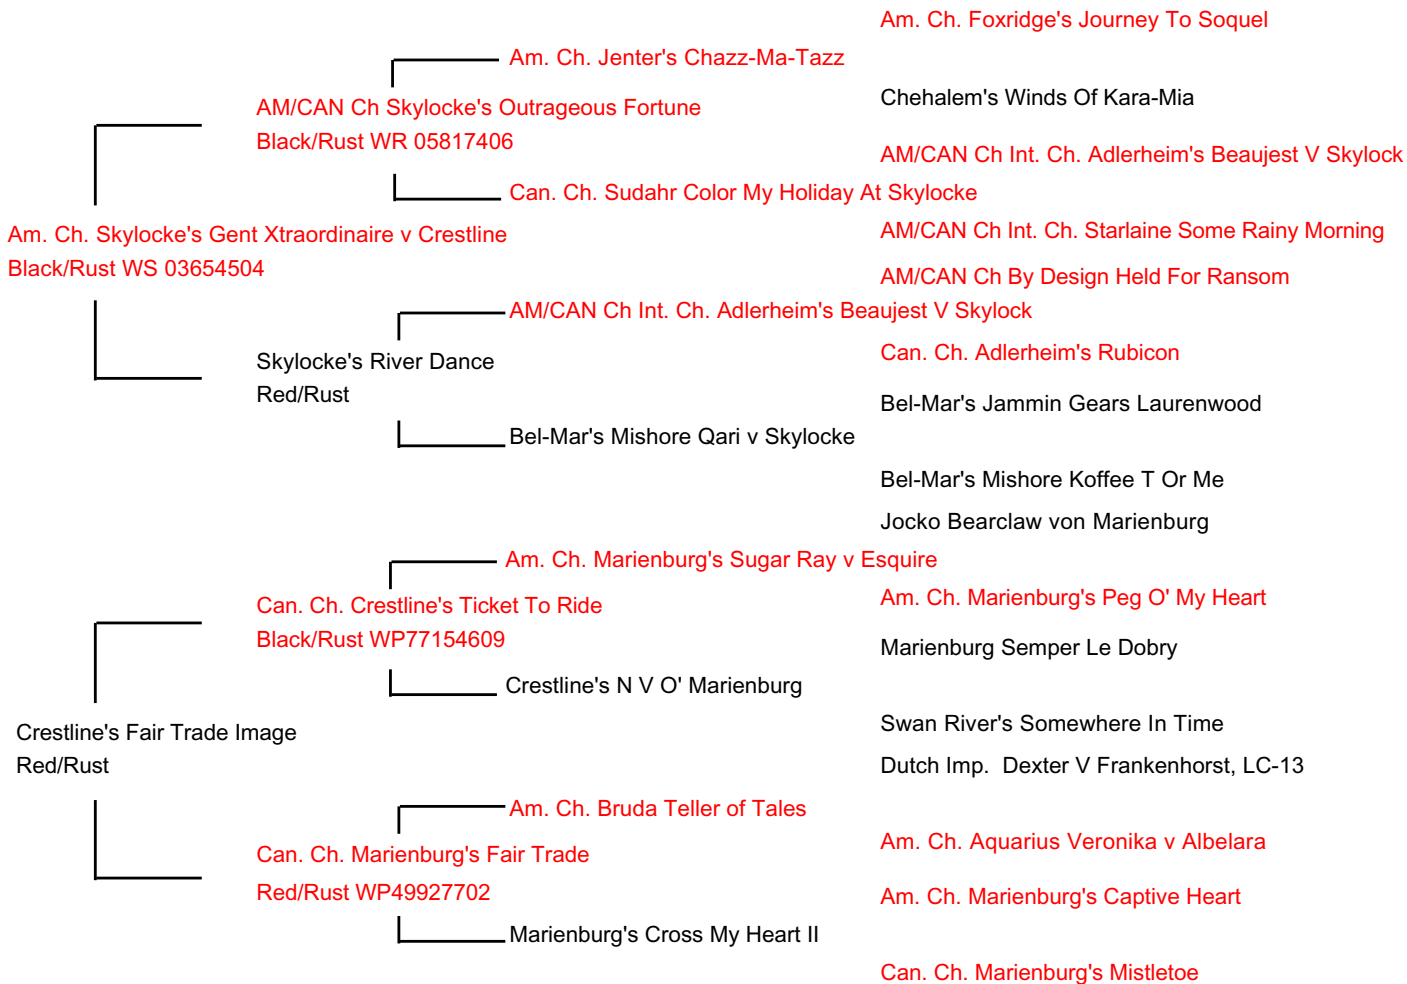 Am. Ch. Foxridge's Journey To Soquel
Am. Ch. Jenter's Chazz-Ma-Tazz
Chehalem's Winds Of Kara-Mia
AM/CAN Ch Skylocke's Outrageous Fortune
Black/Rust WR 05817406
AM/CAN Ch Int. Ch. Adlerheim's Beaujest V Skylock
Can. Ch. Sudahr Color My Holiday At Skylocke
AM/CAN Ch Int. Ch. Starlaine Some Rainy Morning
Am. Ch. Skylocke's Gent Xtraordinaire v Crestline
Black/Rust WS 03654504
AM/CAN Ch By Design Held For Ransom
AM/CAN Ch Int. Ch. Adlerheim's Beaujest V Skylock
Can. Ch. Adlerheim's Rubicon
Skylocke's River Dance
Red/Rust
Bel-Mar's Jammin Gears Laurenwood
Bel-Mar's Mishore Qari v Skylocke
Bel-Mar's Mishore Koffee T Or Me
Jocko Bearclaw von Marienburg
Am. Ch. Marienburg's Sugar Ray v Esquire
Am. Ch. Marienburg's Peg O' My Heart
Can. Ch. Crestline's Ticket To Ride
Black/Rust WP77154609
Marienburg Semper Le Dobry
Crestline's N V O' Marienburg
Swan River's Somewhere In Time
Crestline's Fair Trade Image
Red/Rust
Dutch Imp.  Dexter V Frankenhorst, LC-13
Am. Ch. Bruda Teller of Tales
Am. Ch. Aquarius Veronika v Albelara
Can. Ch. Marienburg's Fair Trade
Red/Rust WP49927702
Am. Ch. Marienburg's Captive Heart
Marienburg's Cross My Heart II
Can. Ch. Marienburg's Mistletoe